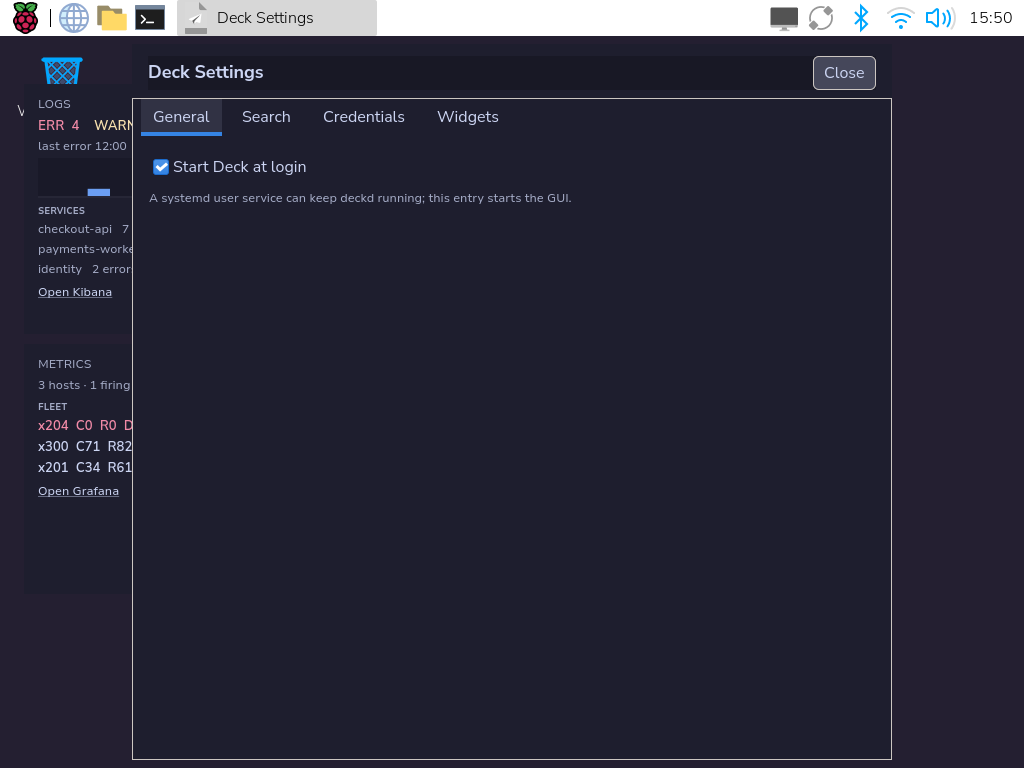 Deck Settings
15:50
Deck Settings
Close
General
Search
Credentials
Widgets
Start Deck at login
A systemd user service can keep deckd running; this entry starts the GUI.
LOGS
ERR 4 WARN
last error 12:00
SERVICES
checkout-api 7
payments-worke
identity 2 error
Open Kibana
METRICS
3 hosts · 1 firing
FLEET
x204 C0 R0 D
x300 C71 R82
x201 C34 R61
Open Grafana